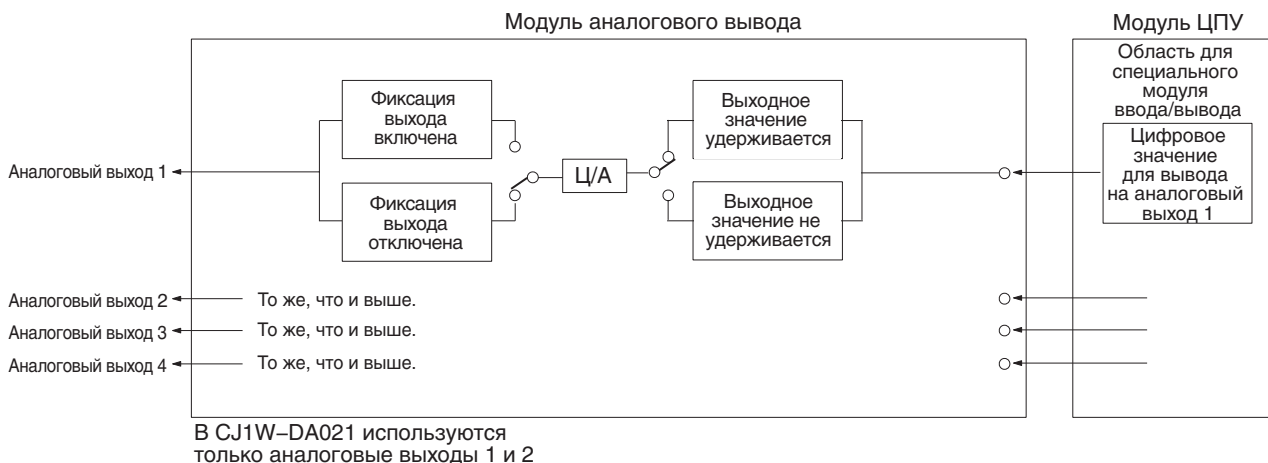 Модуль аналогового вывода
Модуль ЦПУ
Область для
специального
модуля
ввода/вывода
Фиксация
выхода
включена
Выходное
значение
удерживается
Цифровое
значение
для вывода
на аналоговый
выход 1
Аналоговый выход 1
Ц/А
Фиксация
выхода
отключена
Выходное
значение не
удерживается
Аналоговый выход 2
То же, что и выше.
Аналоговый выход 3
То же, что и выше.
Аналоговый выход 4
То же, что и выше.
В CJ1W–DA021 используются
только аналоговые выходы 1 и 2